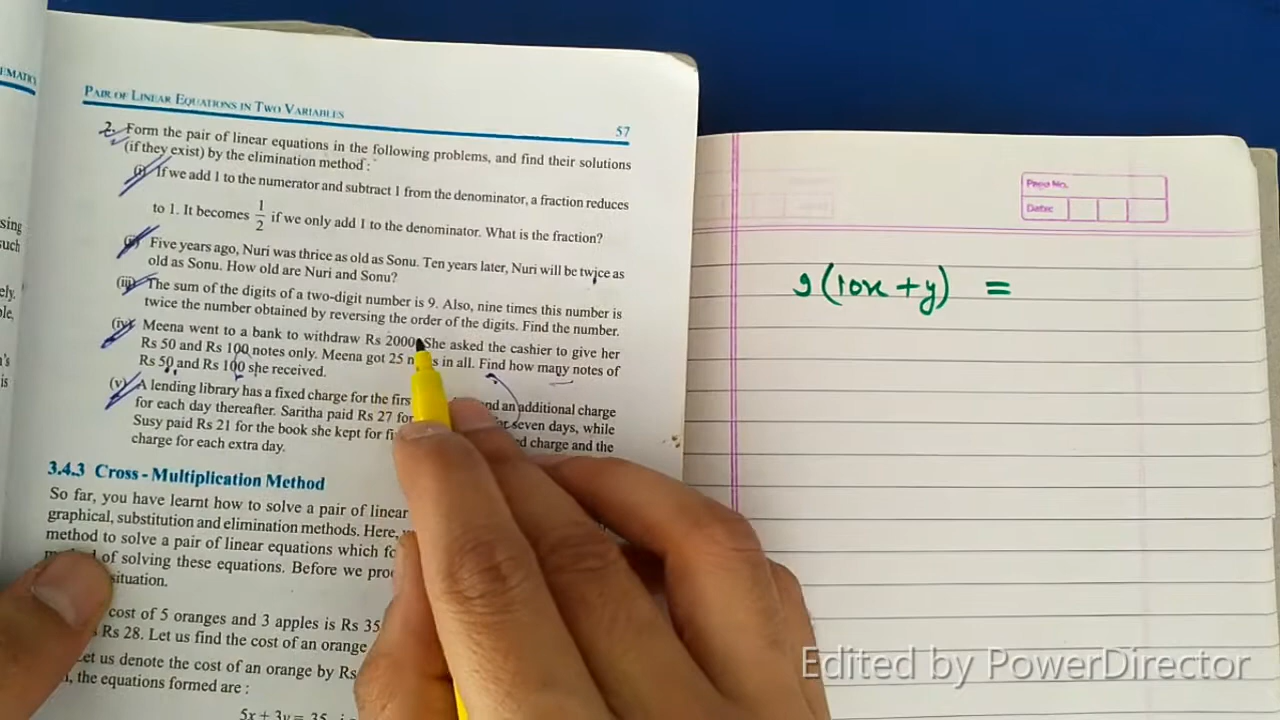 EMATI
PAIR OF LINEAR EQUATIONS IN TWO VARIABLES 57
2. Form the pair of linear equations in the following problems, and find their solutions
(if they exist) by the elimination method :
(i) If we add 1 to the numerator and subtract 1 from the denominator, a fraction reduces
to 1. It becomes 1/2 if we only add 1 to the denominator. What is the fraction?
(ii) Five years ago, Nuri was thrice as old as Sonu. Ten years later, Nuri will be twice as
old as Sonu. How old are Nuri and Sonu?
(iii) The sum of the digits of a two-digit number is 9. Also, nine times this number is
twice the number obtained by reversing the order of the digits. Find the number.
(iv) Meena went to a bank to withdraw Rs 2000. She asked the cashier to give her
Rs 50 and Rs 100 notes only. Meena got 25 in all. Find how many notes of
Rs 50 and Rs 100 she received.
(v) A lending library has a fixed charge for the and an additional charge
for each day thereafter. Saritha paid Rs 27 for seven days, while
Susy paid Rs 21 for the book she kept for charge and the
charge for each extra day.
3.4.3 Cross - Multiplication Method
So far, you have learnt how to solve a pair of linear
graphical, substitution and elimination methods. Here,
method to solve a pair of linear equations which
of solving these equations. Before we
situation.
cost of 5 oranges and 3 apples is Rs 35
Rs 28. Let us find the cost of an orange
Let us denote the cost of an orange by Rs
, the equations formed are :
5x + 3y = 35
sing
such
ely.
ple,
's
is
Page No.
Date:
9(10x + y) =
Edited by PowerDirector